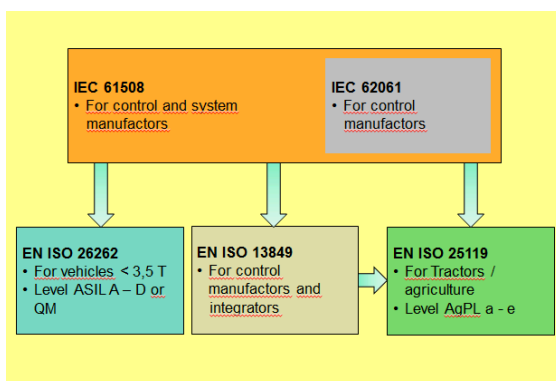 IEC 61508
• For control and system
manufactors
IEC 62061
• For control
manufactors
EN ISO 26262
• For vehicles < 3,5 T
• Level ASIL A – D or
QM
EN ISO 13849
• For control
manufactors and
integrators
EN ISO 25119
• For Tractors /
agriculture
• Level AgPL a - e